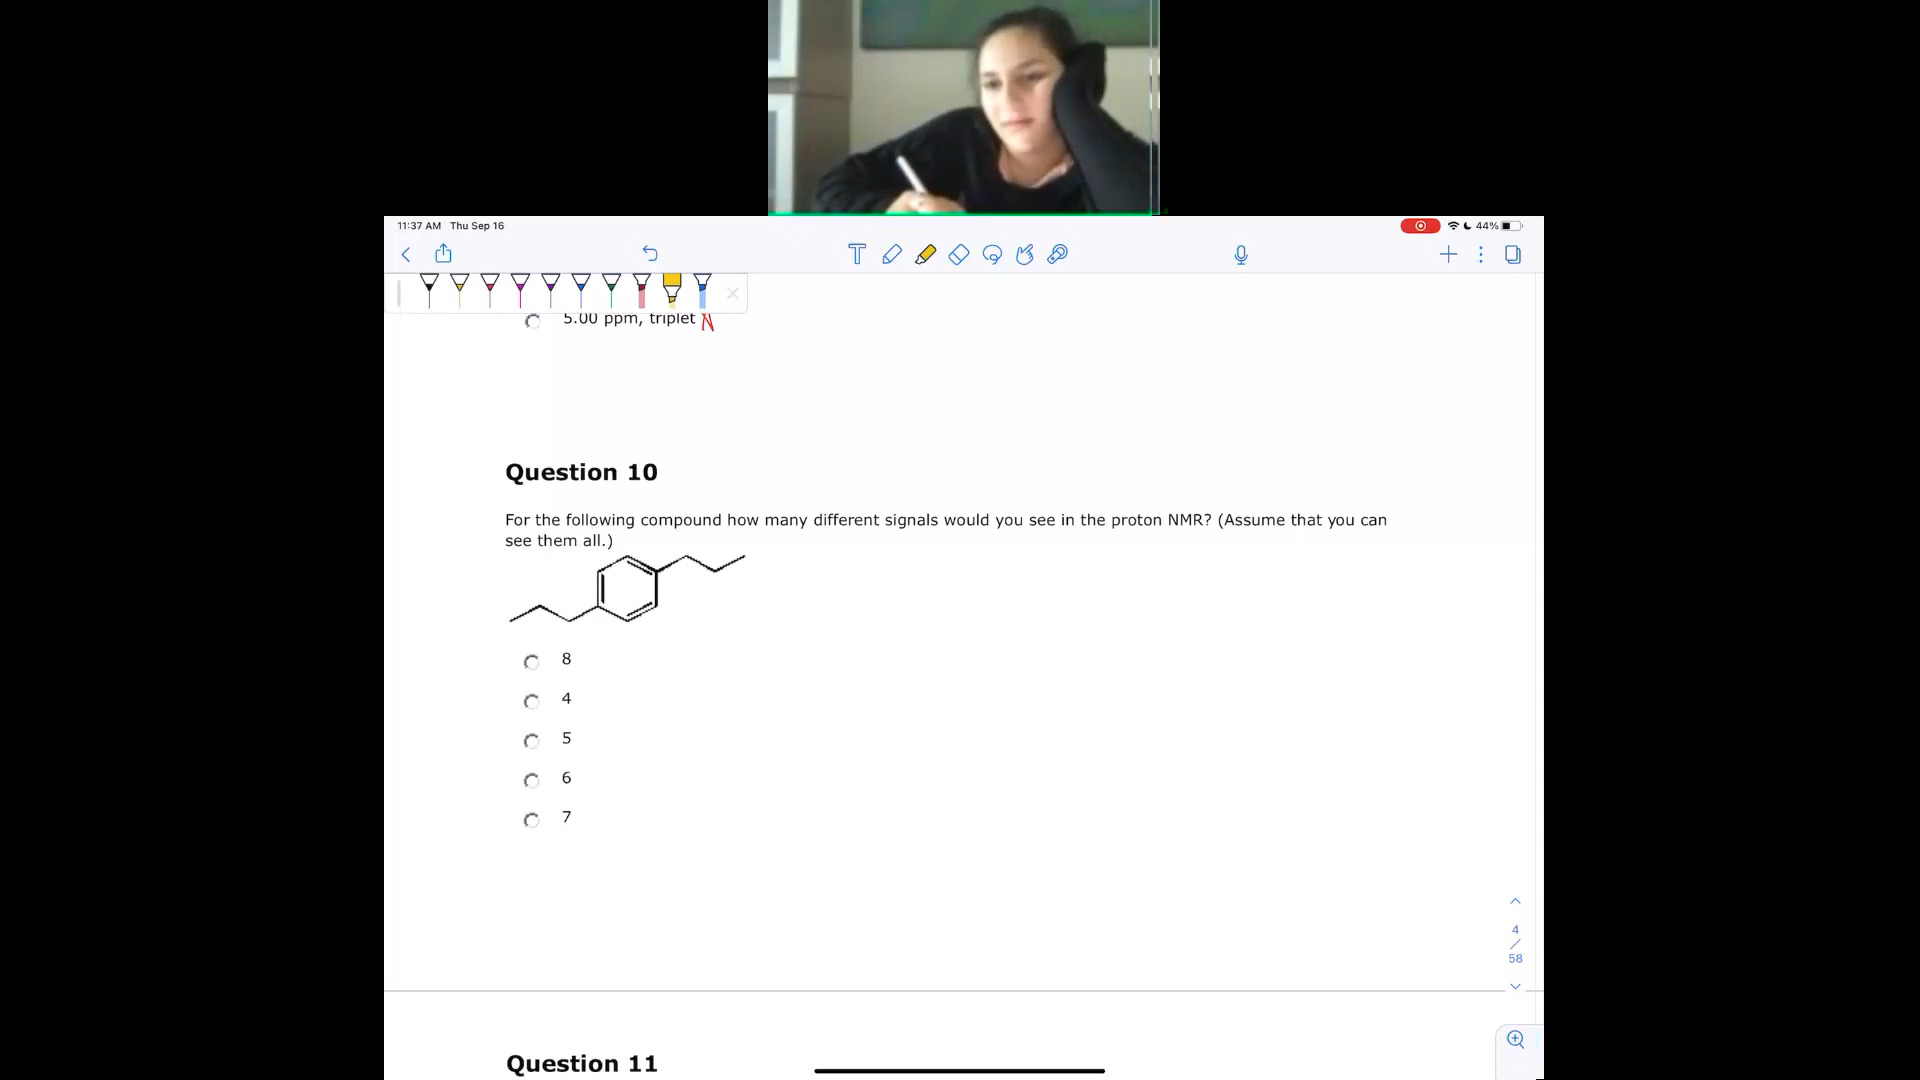 11:37 AM Thu Sep 16
44%
T
5.00 ppm, triplet N
Question 10
For the following compound how many different signals would you see in the proton NMR? (Assume that you can
see them all.)
8
4
5
6
7
4
/
58
Question 11